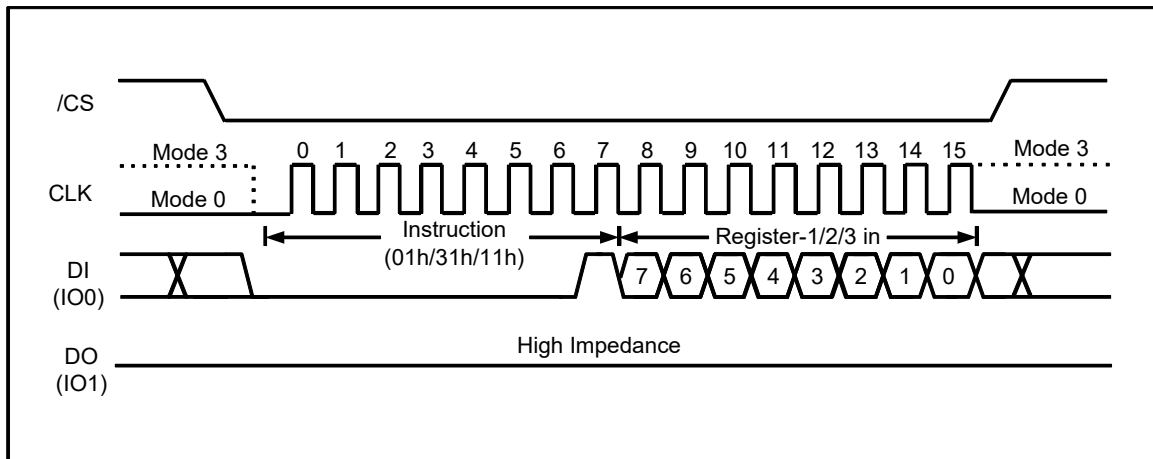 /CS
Mode 3 0 1 2 3 4 5 6 7 8 9 10 11 12 13 14 15 Mode 3
CLK
Mode 0 Mode 0
Instruction Register-1/2/3 in
(01h/31h/11h)
DI
(IO0)
7 6 5 4 3 2 1 0
High Impedance
DO
(IO1)